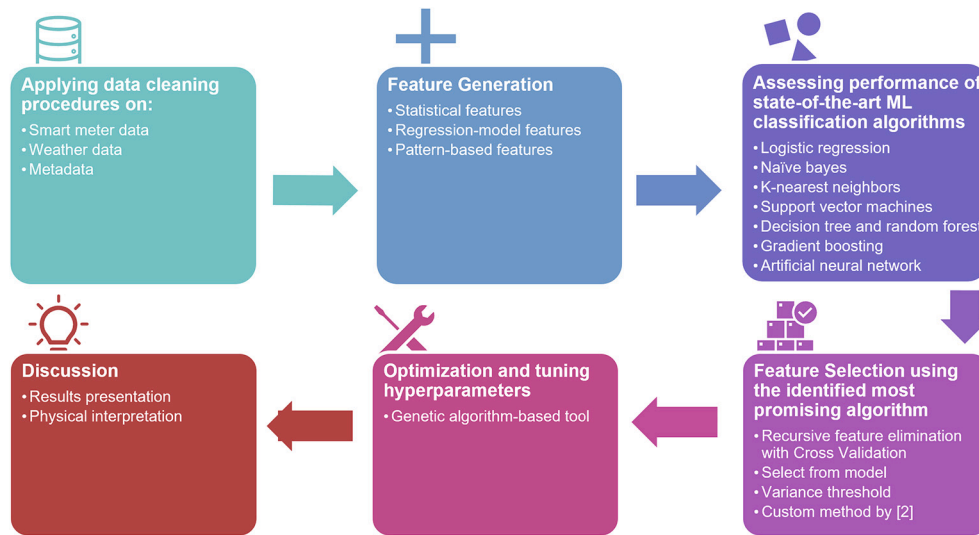 Applying data cleaning
procedures on:
• Smart meter data
• Weather data
• Metadata
Feature Generation
• Statistical features
• Regression-model features
• Pattern-based features
Assessing performance of
state-of-the-art ML
classification algorithms
• Logistic regression
• Naïve bayes
• K-nearest neighbors
• Support vector machines
• Decision tree and random forest
• Gradient boosting
• Artificial neural network
Feature Selection using
the identified most
promising algorithm
• Recursive feature elimination
with Cross Validation
• Select from model
• Variance threshold
• Custom method by [2]
Optimization and tuning
hyperparameters
• Genetic algorithm-based tool
Discussion
• Results presentation
• Physical interpretation